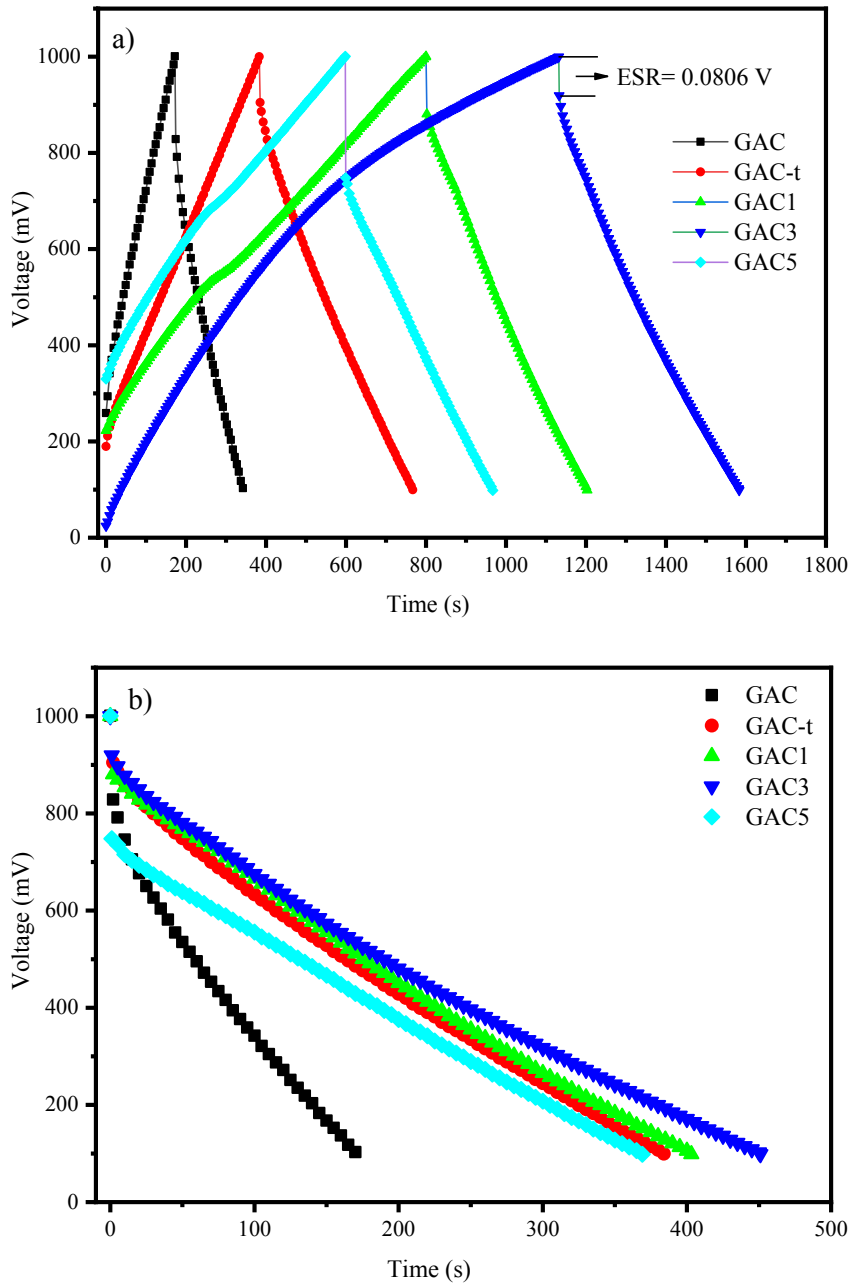 a)
1000
800
600
400
200
0
Voltage (mV)
ESR= 0.0806 V
GAC
GAC-t
GAC1
GAC3
GAC5
0 200 400 600 800 1000 1200 1400 1600 1800
Time (s)
b)
1000
800
600
400
200
0
Voltage (mV)
GAC
GAC-t
GAC1
GAC3
GAC5
0 100 200 300 400 500
Time (s)